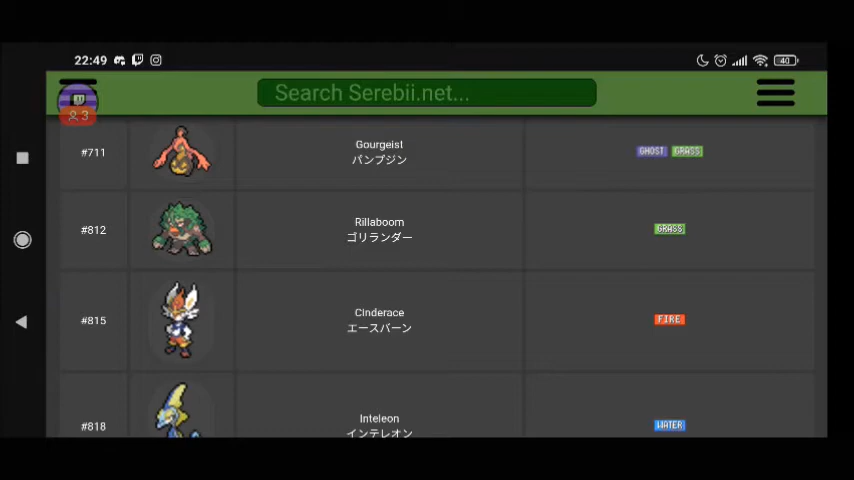 22:49
40
Search Serebii.net...
3
#711
Gourgeist
パンプジン
GHOST GRASS
#812
Rillaboom
ゴリランダー
GRASS
#815
Cinderace
エースバーン
FIRE
#818
Inteleon
インテレオン
WATER